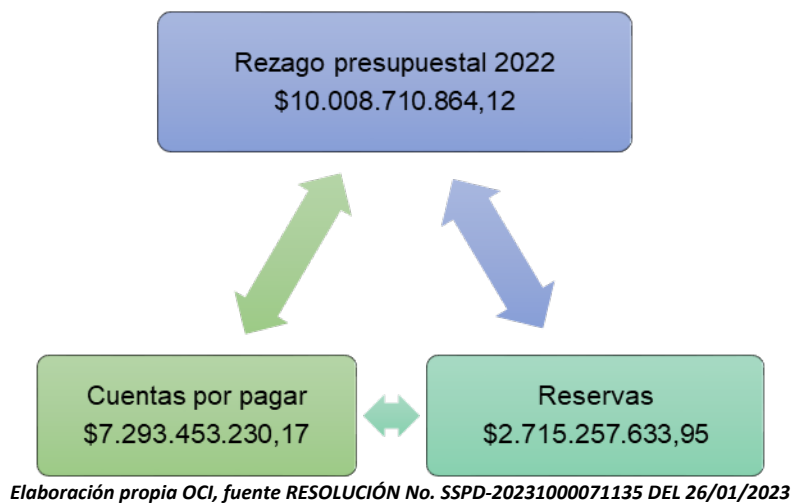 Rezago presupuestal 2022
$10.008.710.864,12
Cuentas por pagar
$7.293.453.230,17
Reservas
$2.715.257.633,95
Elaboración propia OCI, fuente RESOLUCIÓN No. SSPD-20231000071135 DEL 26/01/2023